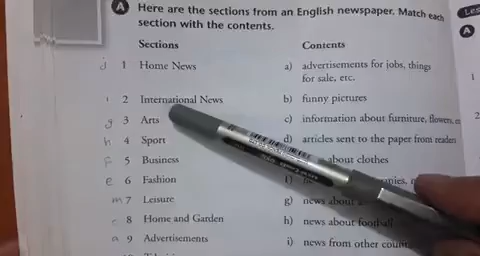 A Here are the sections from an English newspaper. Match each
section with the contents.
Les
A
Sections Contents
j 1 Home News a) advertisements for jobs, things
for sale, etc.
1
i 2 International News b) funny pictures
g 3 Arts c) information about furniture, flowers,
2
h 4 Sport d) articles sent to the paper from readers
f 5 Business about clothes
e 6 Fashion f)
m 7 Leisure g) news about
c 8 Home and Garden h) news about football
a 9 Advertisements i) news from other